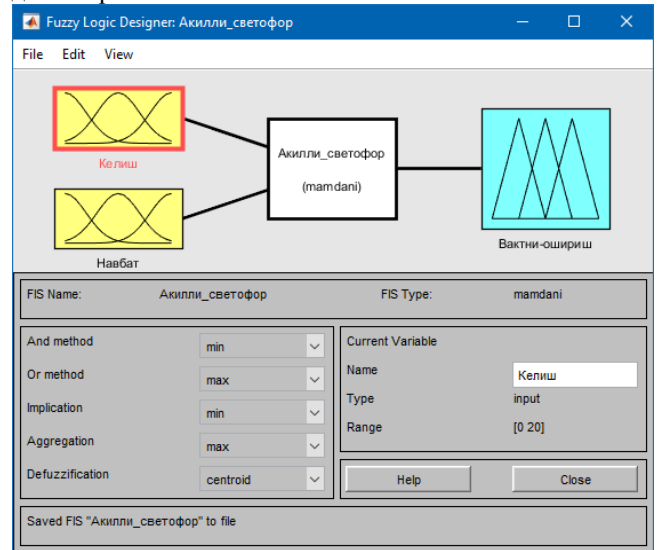 Fuzzy Logic Designer: Акилли_светофор
File Edit View
Келиш
Навбат
Акилли_светофор
(mamdani)
Вактни-ошириш
FIS Name: Акилли_светофор FIS Type: mamdani
And method min
Or method max
Implication min
Aggregation max
Defuzzification centroid
Current Variable
Name Келиш
Type input
Range [0 20]
Help Close
Saved FIS "Акилли_светофор" to file